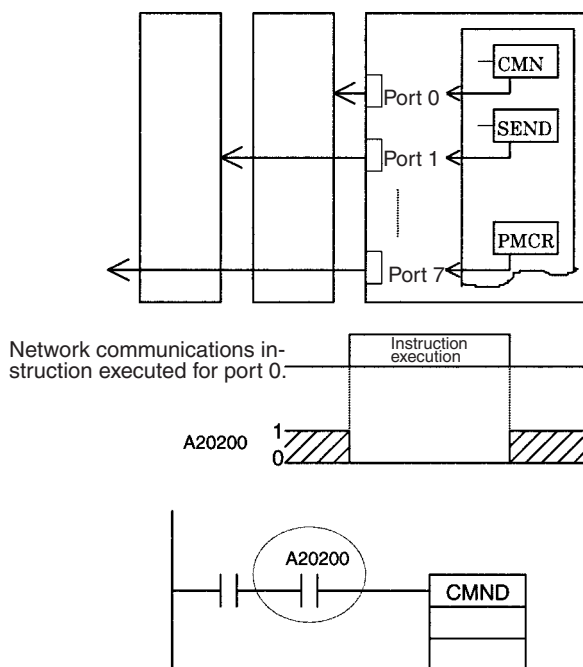 CMN
Port 0
SEND
Port 1
PMCR
Port 7
Network communications in-
struction executed for port 0.
Instruction
execution
A20200
1
0
A20200
CMND